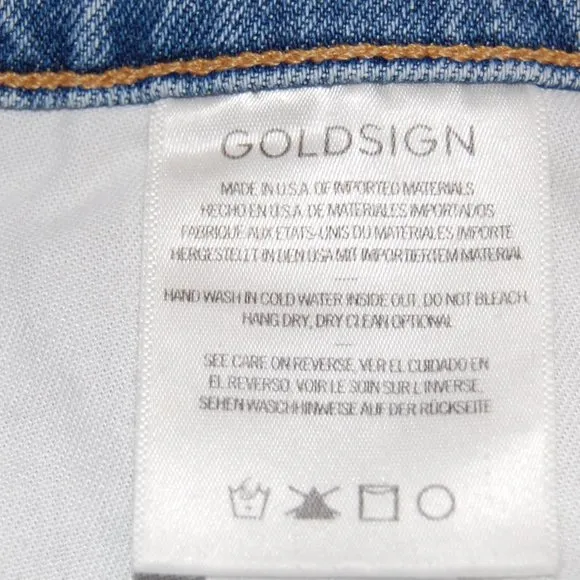 GOLDSIGN
MADE IN U.S.A. OF IMPORTED MATERIALS
HECHO EN U.S.A. DE MATERIALES IMPORTADOS
FABRIQUE AUX ETATS-UNIS DU MATERIALES IMPORTE
HERGESTELLT IN DEN USA MIT IMPORTIERTEM MATERIAL
HAND WASH IN COLD WATER INSIDE OUT, DO NOT BLEACH,
HANG DRY, DRY CLEAN OPTIONAL
SEE CARE ON REVERSE, VER EL CUIDADO EN
EL REVERSO, VOIR LE SOIN SUR L'INVERSE,
SEHEN WASCHHINWEISE AUF DER RÜCKSEITE